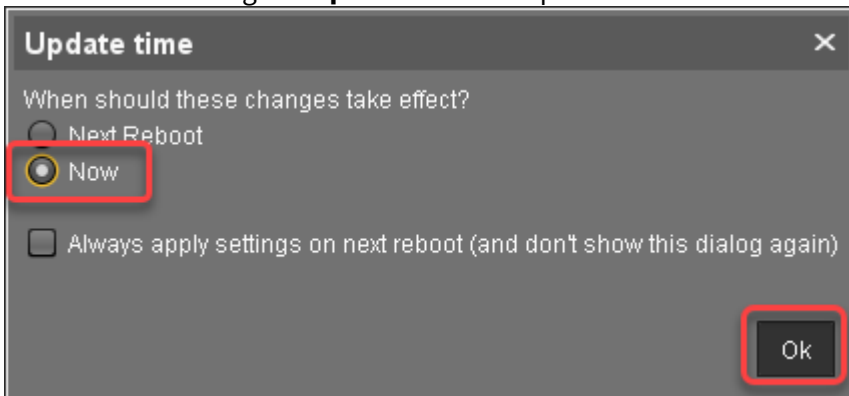 Update time
When should these changes take effect?
Next Reboot
Now
Always apply settings on next reboot (and don't show this dialog again)
Ok